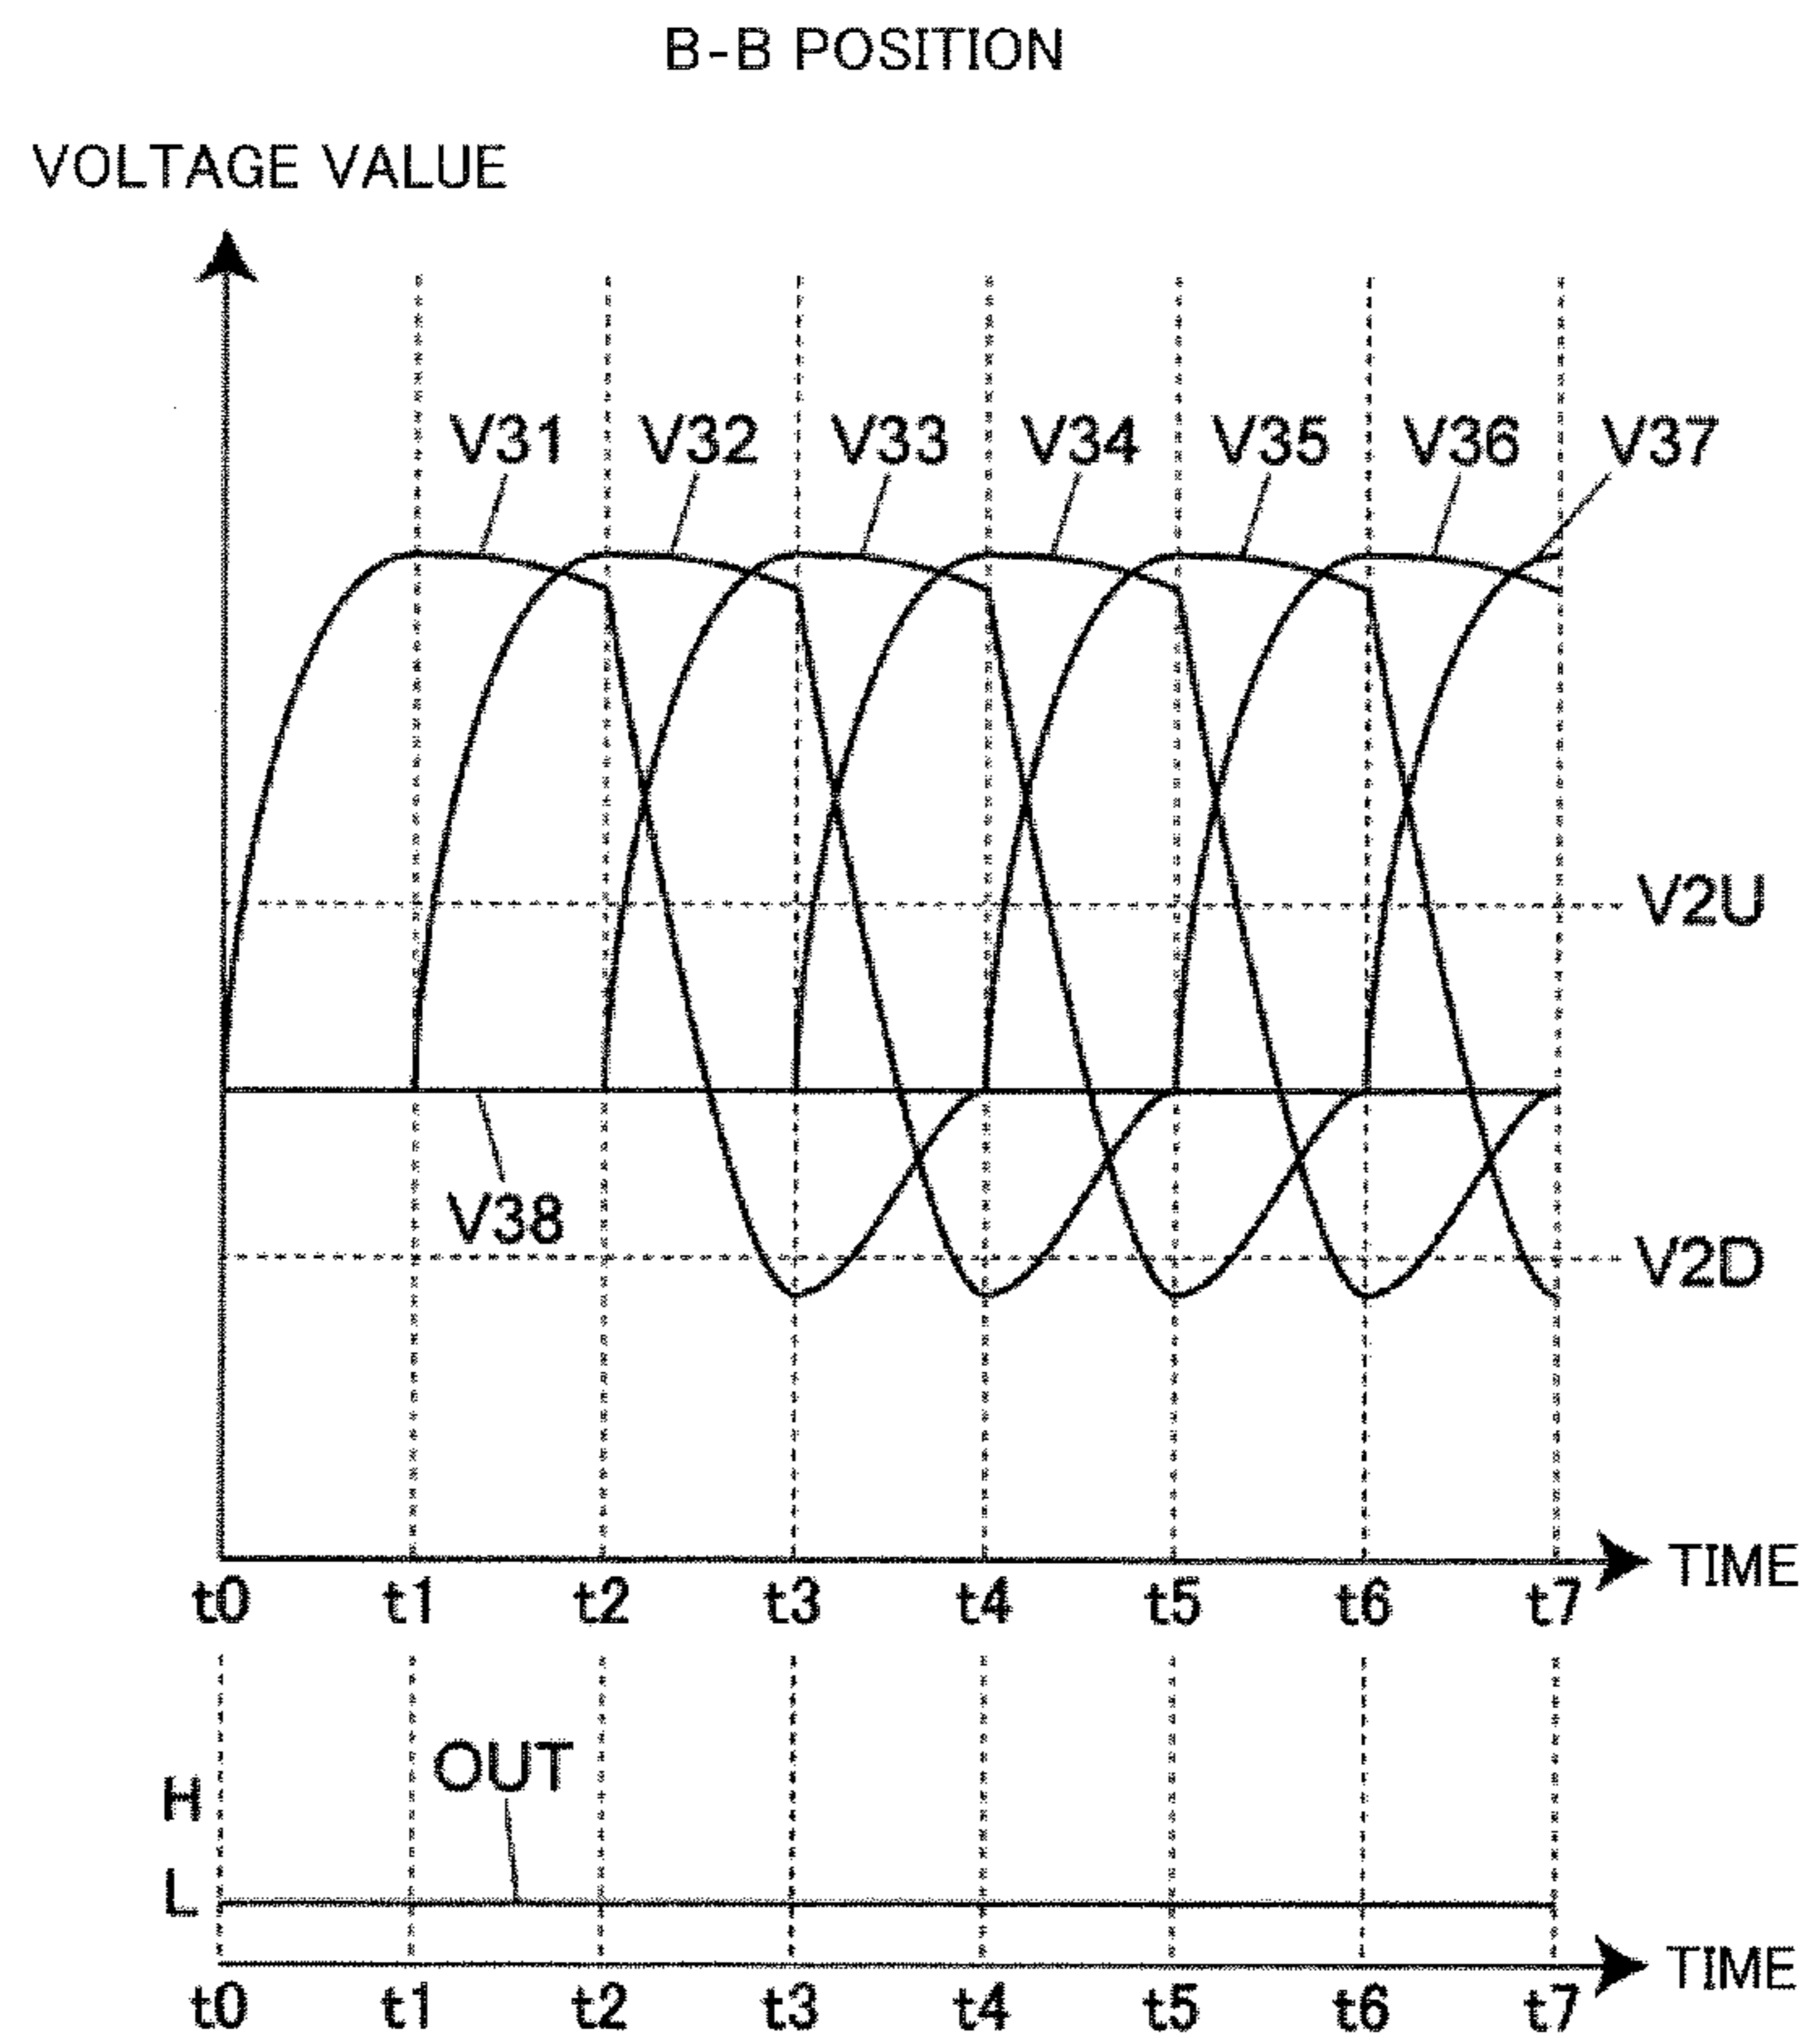 B-B POSITION
VOLTAGE VALUE
V31 V32 V33 V34 V35 V36 V37
V2U
V38
V2D
TIME
t0 t1 t2 t3 t4 t5 t6 t7
OUT
H
L
TIME
t0 t1 t2 t3 t4 t5 t6 t7